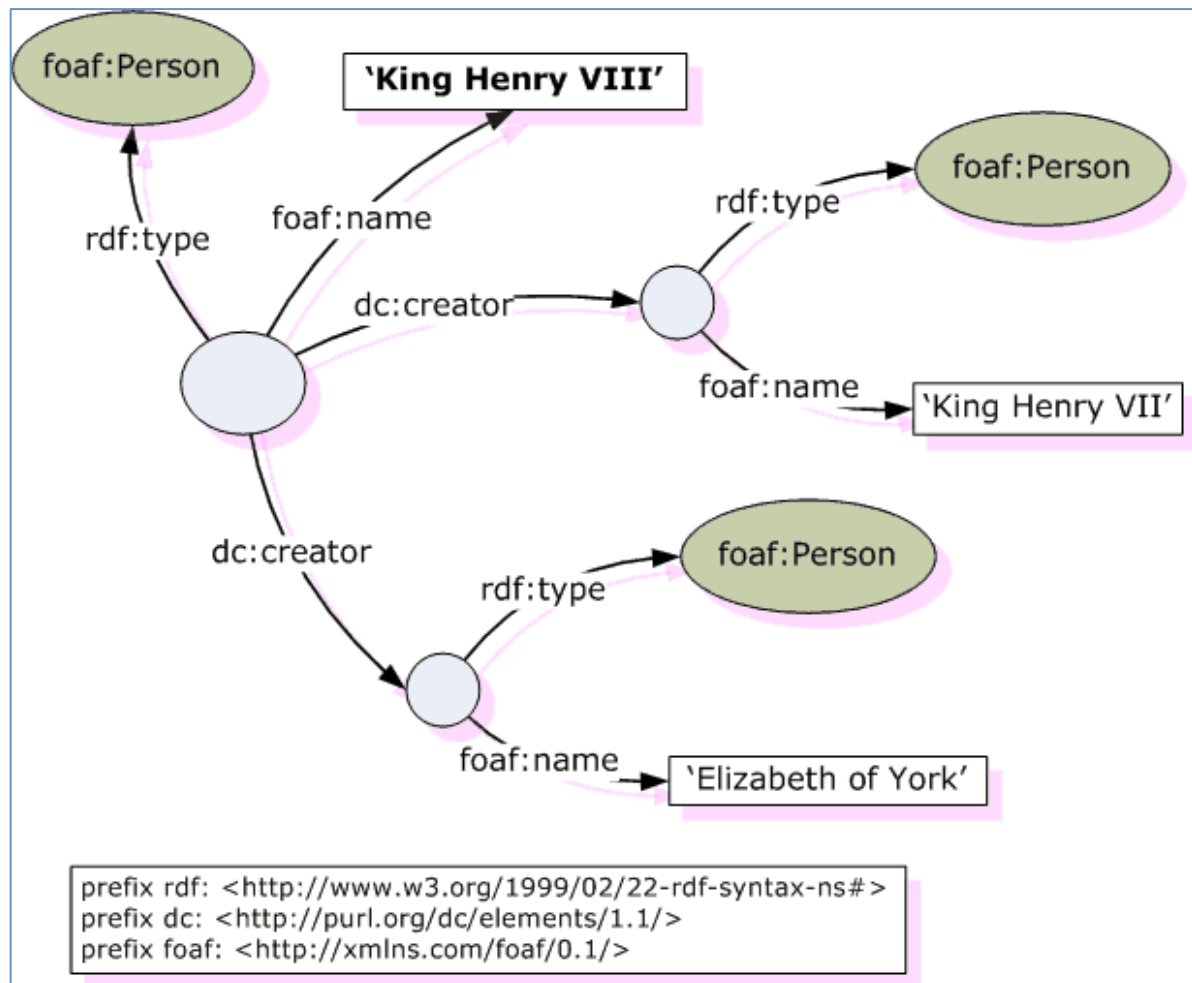 foaf:Person
‘King Henry VIII’
foaf:Person
rdf:type
foaf:name
rdf:type
dc:creator
foaf:name
‘King Henry VII’
dc:creator
foaf:Person
rdf:type
foaf:name
‘Elizabeth of York’
prefix rdf: <http://www.w3.org/1999/02/22-rdf-syntax-ns#>
prefix dc: <http://purl.org/dc/elements/1.1/>
prefix foaf: <http://xmlns.com/foaf/0.1/>